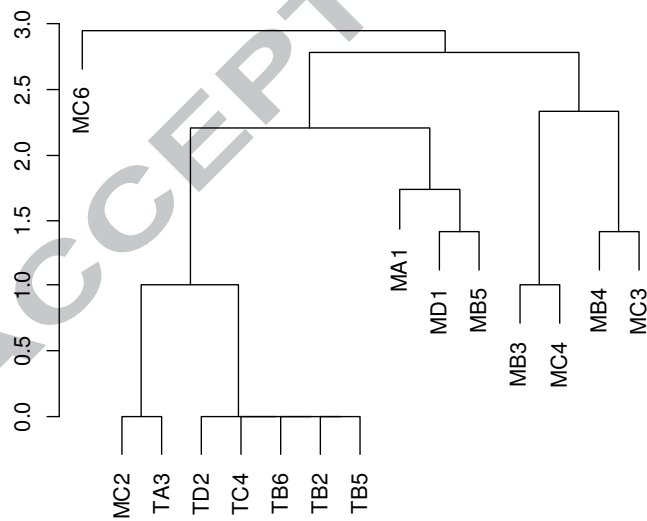 3.0
2.5
2.0
1.5
1.0
0.5
0.0
ACCEPT
MC6
MA1
MD1
MB5
MB3
MC4
MB4
MC3
MC2
TA3
TD2
TC4
TB6
TB2
TB5